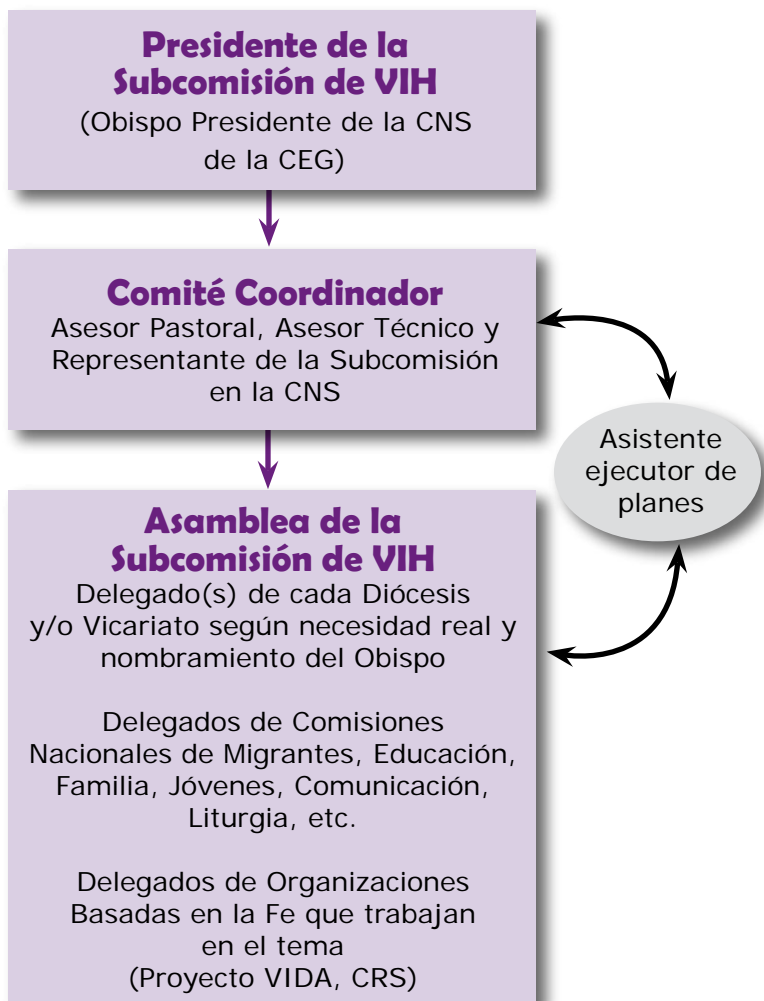 Presidente de la
Subcomisión de VIH
(Obispo Presidente de la CNS
de la CEG)
Comité Coordinador
Asesor Pastoral, Asesor Técnico y
Representante de la Subcomisión
en la CNS
Asistente
ejecutor de
planes
Asamblea de la
Subcomisión de VIH
Delegado(s) de cada Diócesis
y/o Vicariato según necesidad real y
nombramiento del Obispo
Delegados de Comisiones
Nacionales de Migrantes, Educación,
Familia, Jóvenes, Comunicación,
Liturgia, etc.
Delegados de Organizaciones
Basadas en la Fe que trabajan
en el tema
(Proyecto VIDA, CRS)